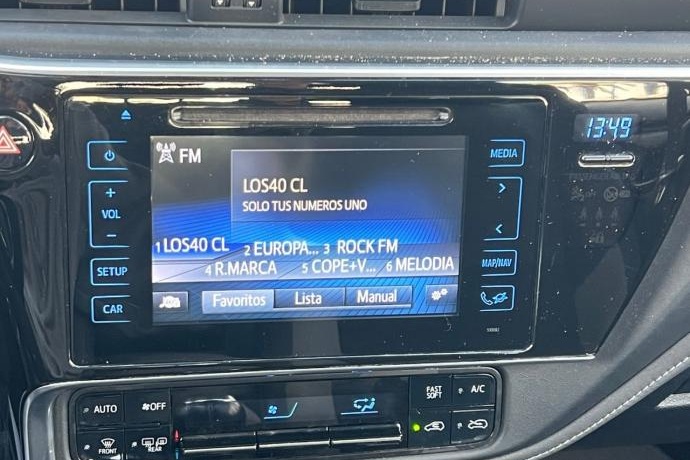 FM
LOS40 CL
SOLO TUS NUMEROS UNO
1 LOS40 CL 2 EUROPA... 3 ROCK FM
4 R.MARCA 5 COPE+V... 6 MELODIA
Favoritos Lista Manual
VOL
SETUP
CAR
MEDIA
MAP/NAV
13:49
AUTO OFF
FRONT REAR
FAST SOFT A/C